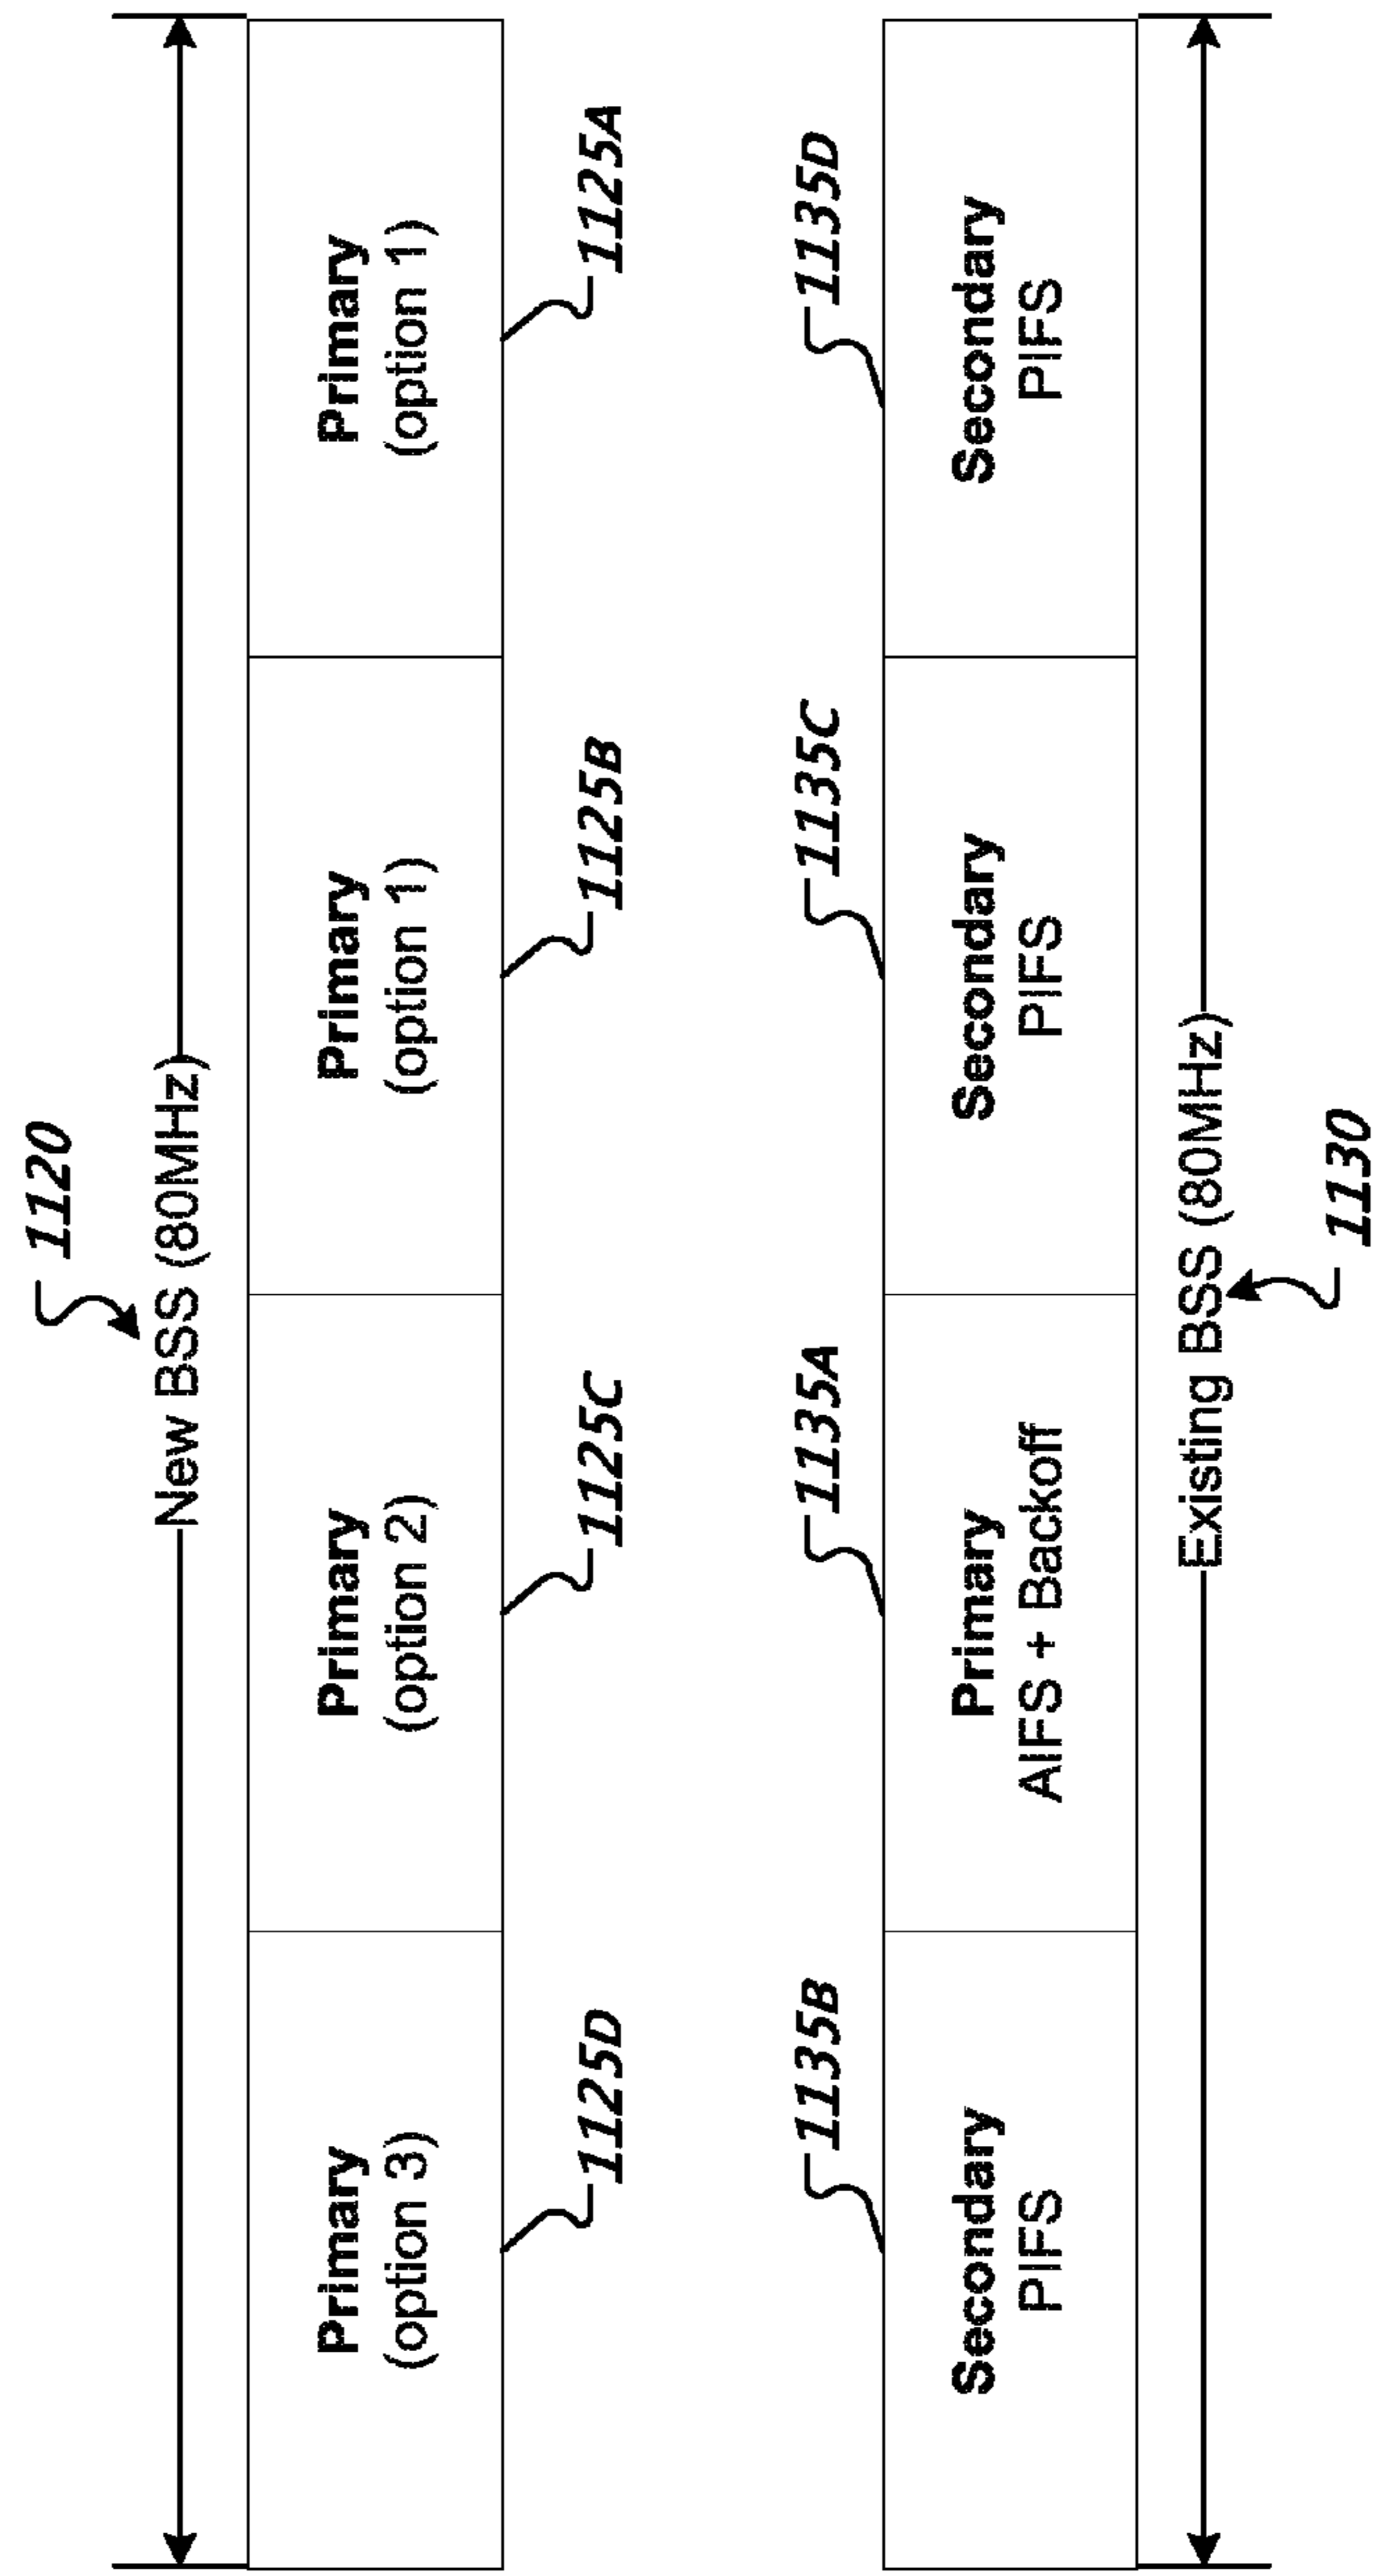 1120
New BSS (80MHz)
Primary
(option 3)
Primary
(option 2)
Primary
(option 1)
Primary
(option 1)
1125D
1125C
1125B
1125A
1135B
1135A
1135C
1135D
Secondary
PIFS
Primary
AIFS + Backoff
Secondary
PIFS
Secondary
PIFS
Existing BSS (80MHz)
1130